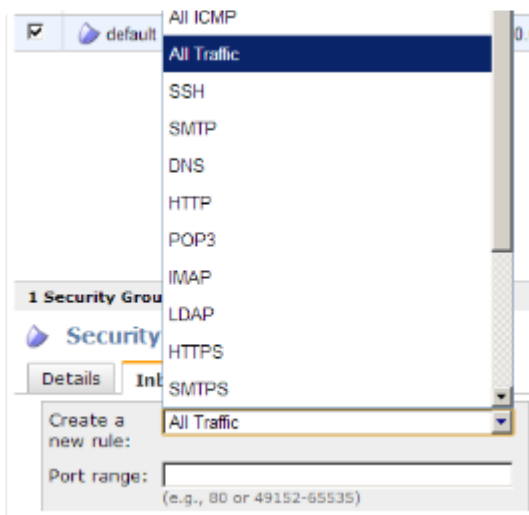 All ICMP
default
0.
All Traffic
SSH
SMTP
DNS
HTTP
POP3
IMAP
1 Security Grou
LDAP
Security
HTTPS
Details
Inb
SMTPS
Create a new rule:
All Traffic
Port range:
(e.g., 80 or 49152-65535)